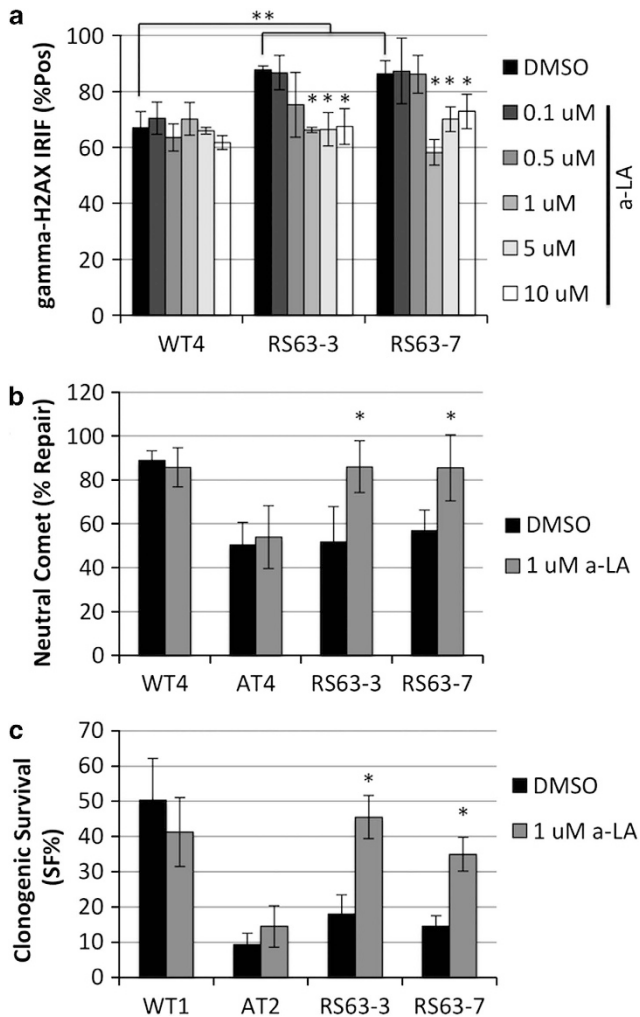 a
**
gamma-H2AX IRIF (%Pos)
100
80
60
40
20
0
* * *
* * *
WT4 RS63-3 RS63-7
DMSO
0.1 uM
0.5 uM
1 uM
5 uM
10 uM
a-LA
b
Neutral Comet (% Repair)
120
100
80
60
40
20
0
* *
WT4 AT4 RS63-3 RS63-7
DMSO
1 uM a-LA
c
Clonogenic Survival
(SF%)
70
60
50
40
30
20
10
0
*
*
WT1 AT2 RS63-3 RS63-7
DMSO
1 uM a-LA